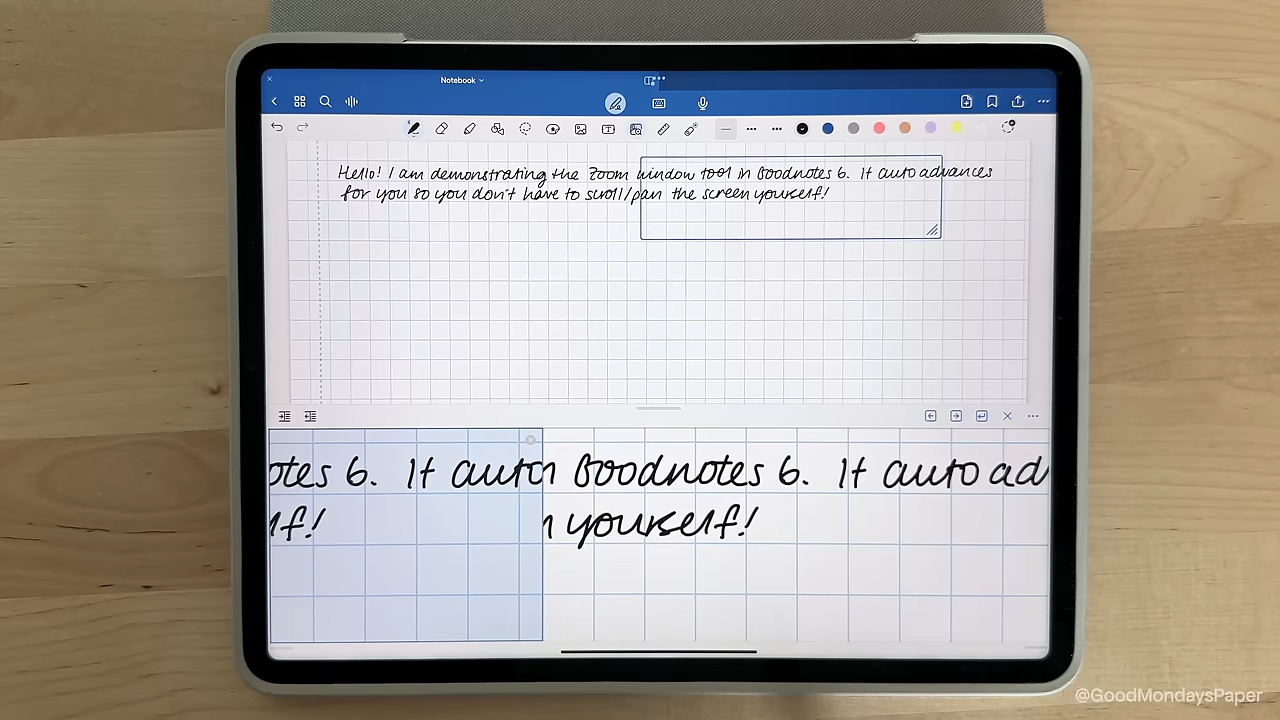 Notebook
Hello! I am demonstrating the Zoom window tool in Goodnotes 6. It auto advances
for you so you don't have to scroll/pan the screen yourself!
otes 6. It auto
n Goodnotes 6. It auto adv
lf!
n yourself!
@GoodMondaysPaper